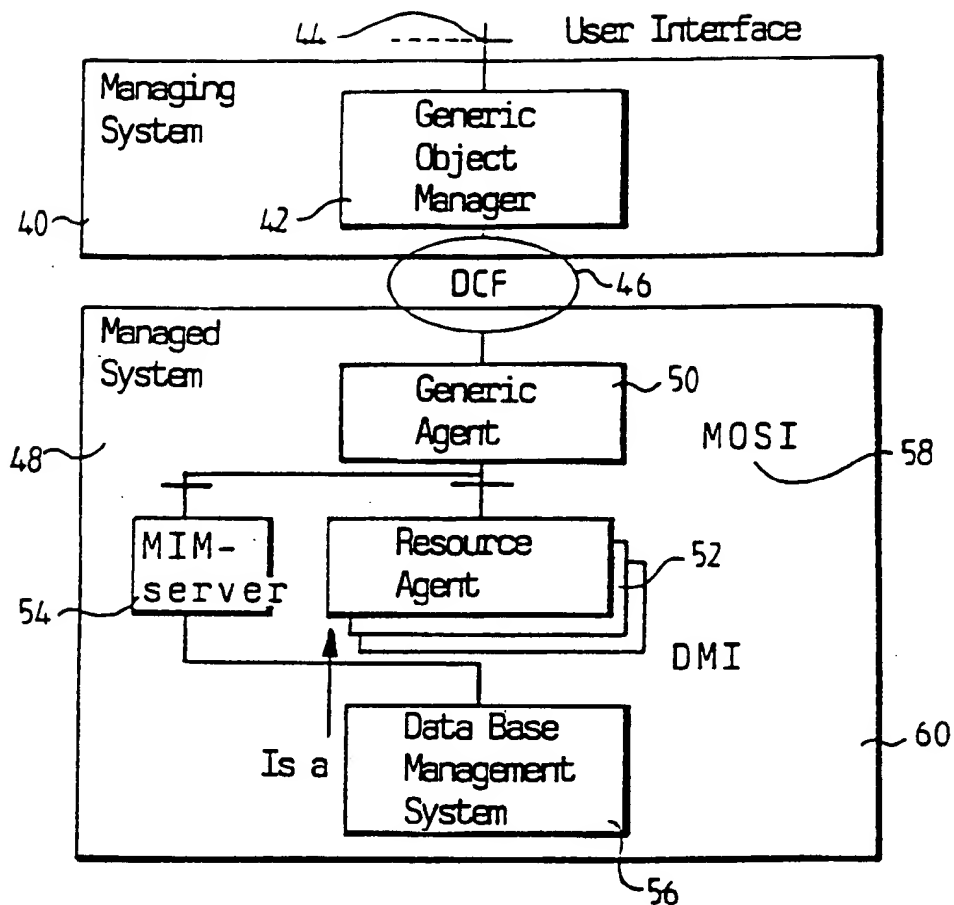 44 User Interface
Managing
System
Generic
Object
Manager
40
42
DCF
46
Managed
System
50
Generic
Agent
MOSI
48
58
MIM-
server
Resource
Agent
52
54
DMI
Is a
Data Base
Management
System
60
56